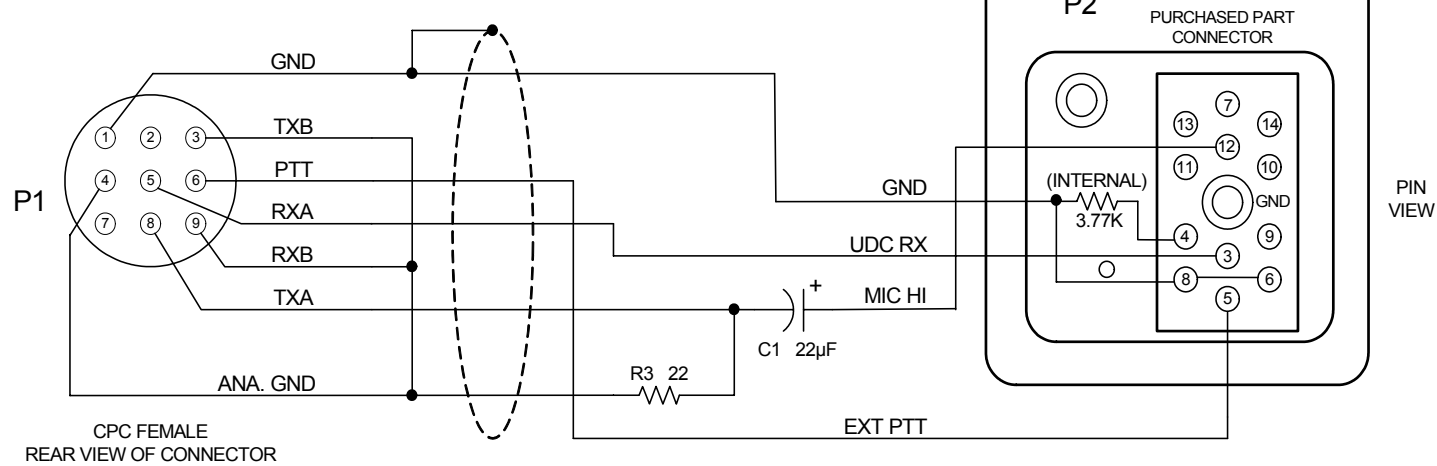 P2
PURCHASED PART
CONNECTOR
GND
TXB
PTT
RXA
RXB
TXA
ANA. GND
P1
1 2 3
4 5 6
7 8 9
CPC FEMALE
REAR VIEW OF CONNECTOR
R3 22
C1 22µF
+
MIC HI
UDC RX
GND
EXT PTT
(INTERNAL)
3.77K
7
13 14
12
11 10
GND
4 9
3
8 6
5
PIN
VIEW